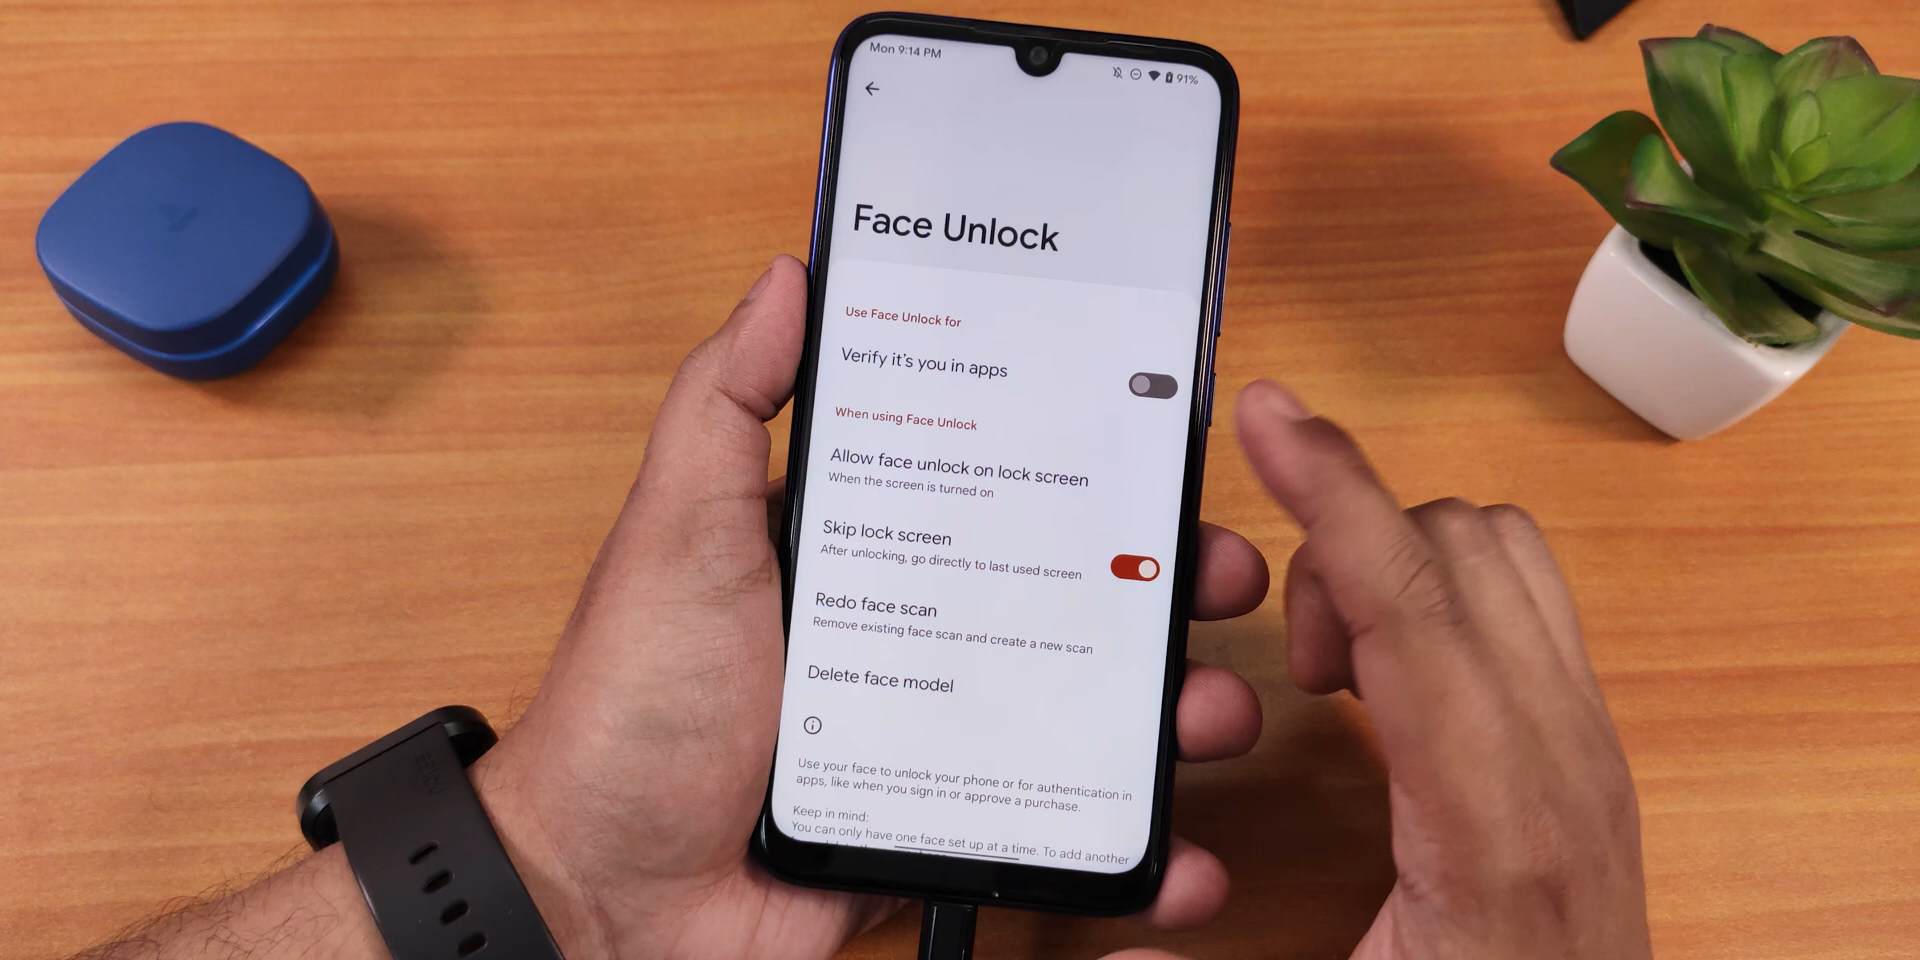 Mon 9:14 PM
91%
Face Unlock
Use Face Unlock for
Verify it's you in apps
When using Face Unlock
Allow face unlock on lock screen
When the screen is turned on
Skip lock screen
After unlocking, go directly to last used screen
Redo face scan
Remove existing face scan and create a new scan
Delete face model
Use your face to unlock your phone or for authentication in
apps, like when you sign in or approve a purchase.
Keep in mind:
You can only have one face set up at a time. To add another